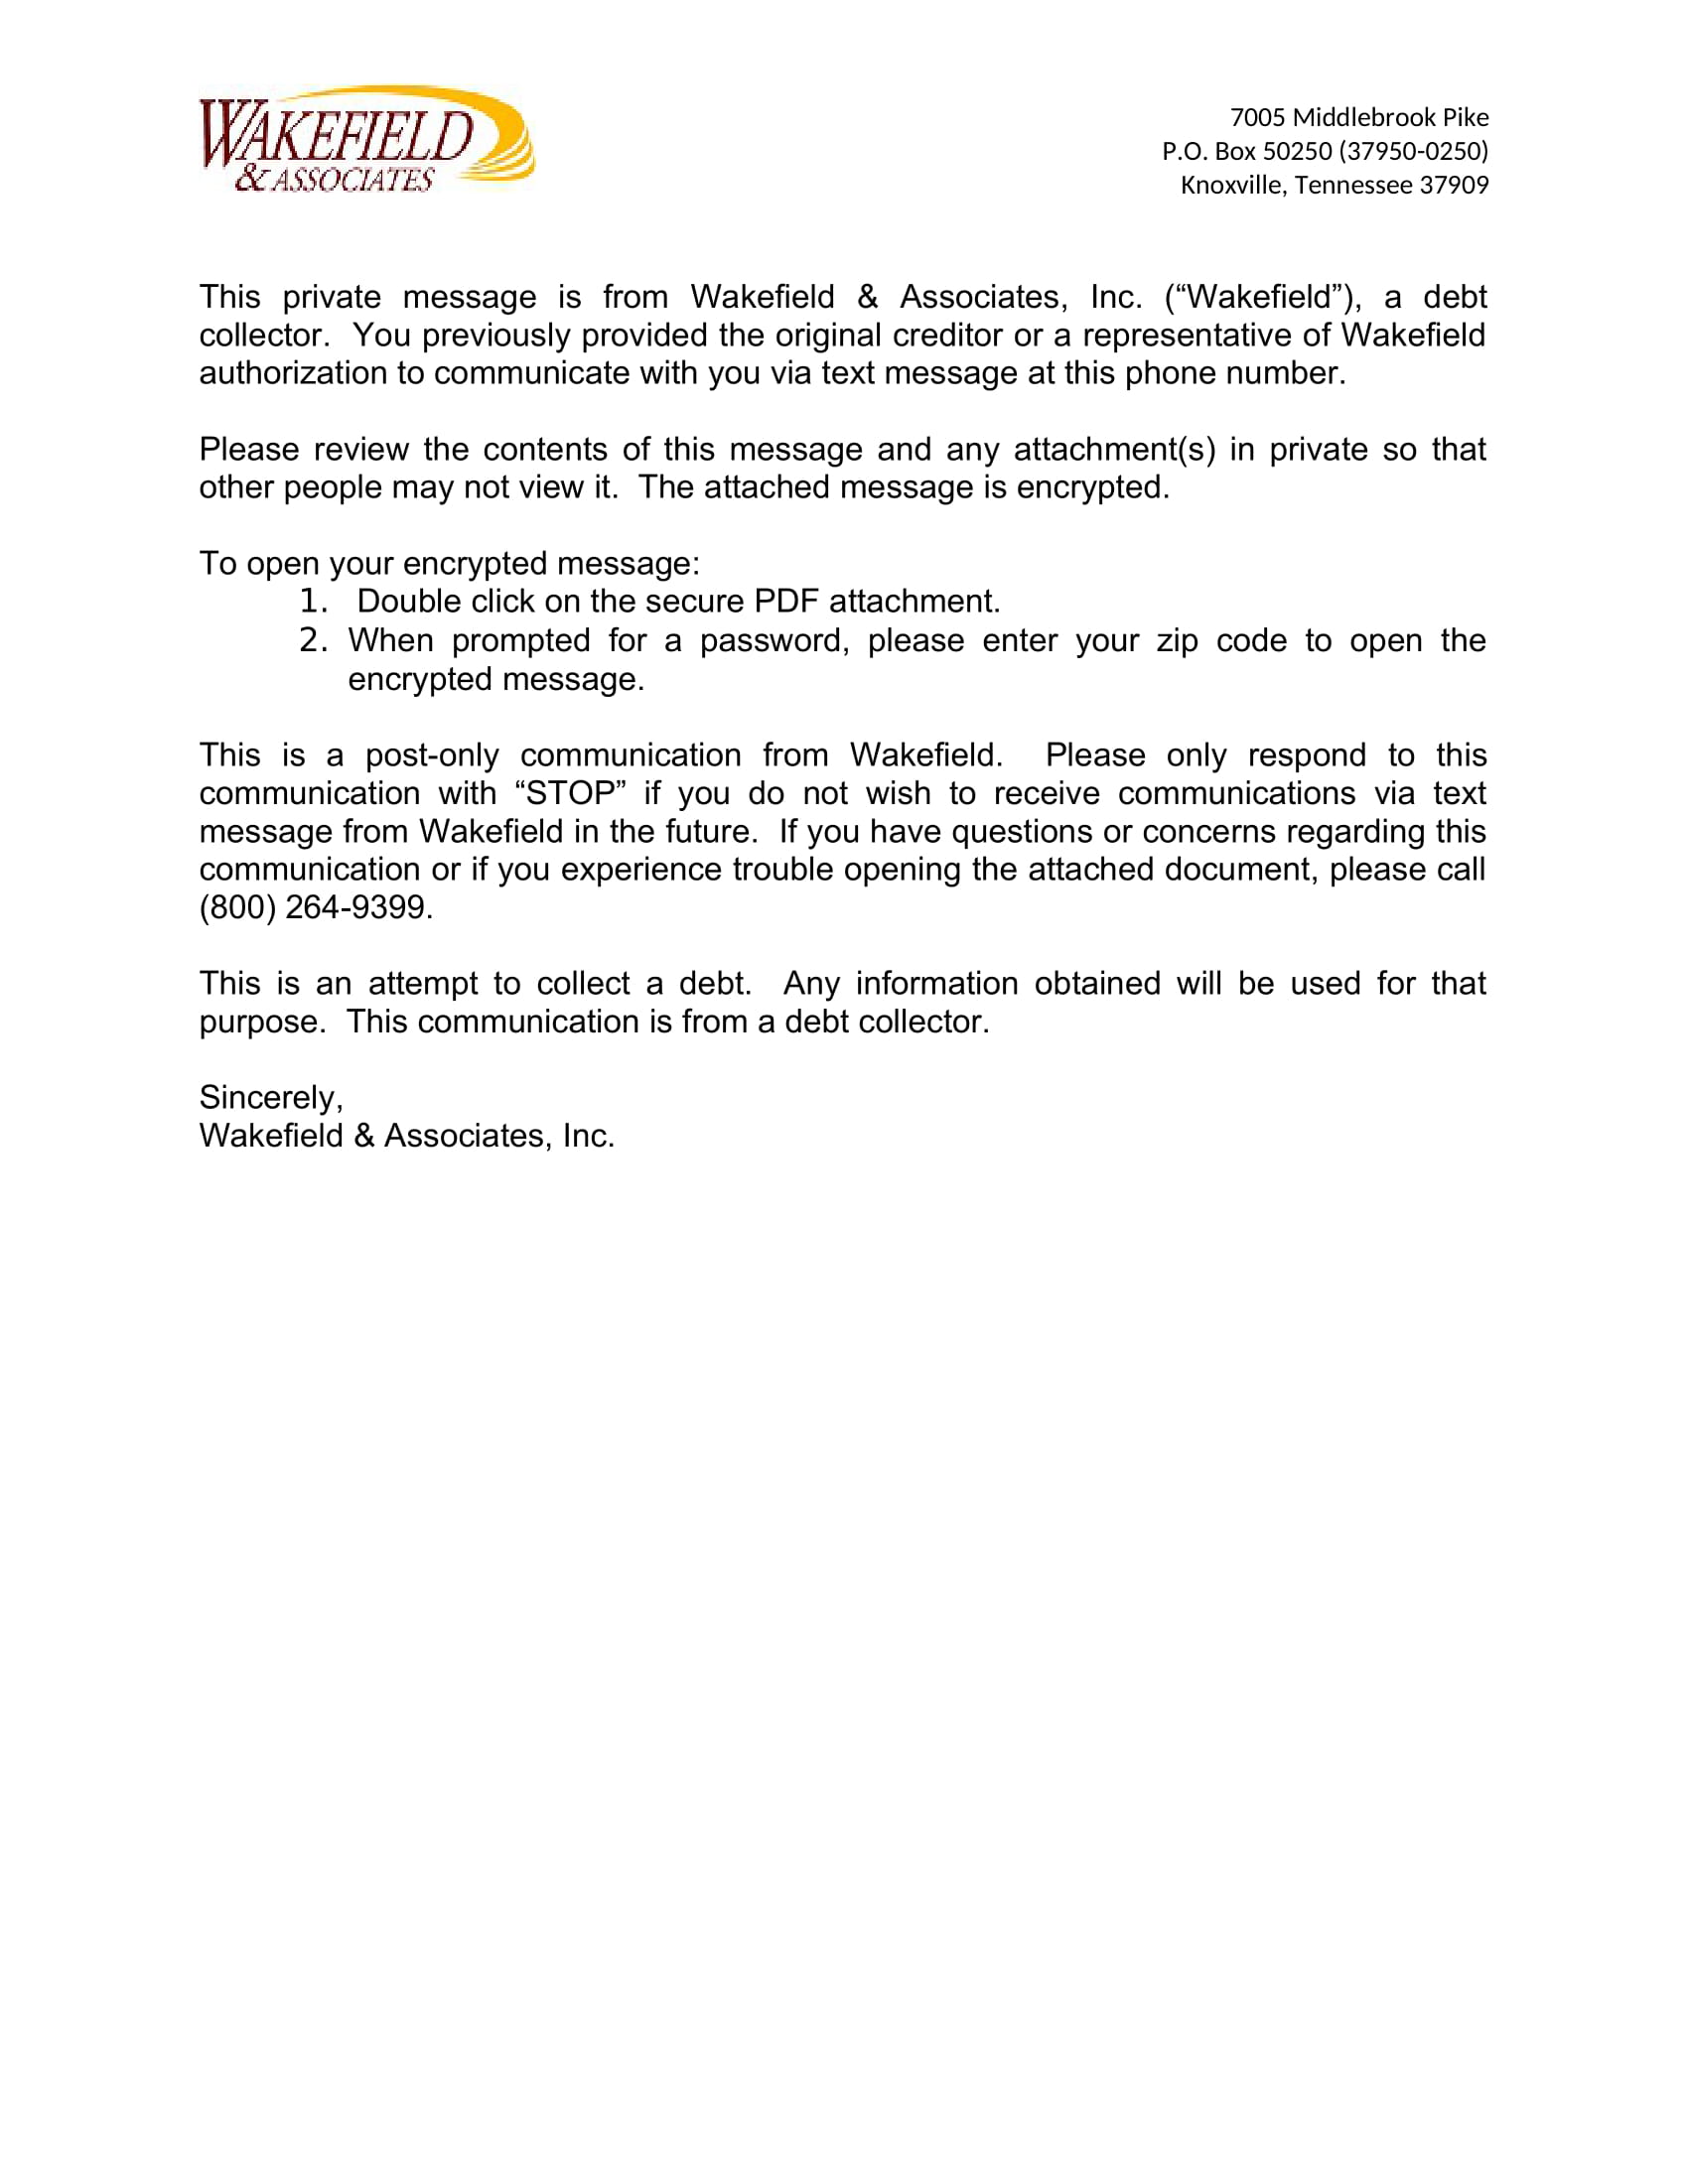 WAKEFIELD
& ASSOCIATES
7005 Middlebrook Pike
P.O. Box 50250 (37950-0250)
Knoxville, Tennessee 37909
This private message is from Wakefield & Associates, Inc. (“Wakefield”), a debt
collector.  You previously provided the original creditor or a representative of Wakefield
authorization to communicate with you via text message at this phone number.
Please review the contents of this message and any attachment(s) in private so that
other people may not view it.  The attached message is encrypted.
To open your encrypted message:
1.  Double click on the secure PDF attachment.
2. When prompted for a password, please enter your zip code to open the
encrypted message.
This is a post-only communication from Wakefield.  Please only respond to this
communication with “STOP” if you do not wish to receive communications via text
message from Wakefield in the future.  If you have questions or concerns regarding this
communication or if you experience trouble opening the attached document, please call
(800) 264-9399.
This is an attempt to collect a debt.  Any information obtained will be used for that
purpose.  This communication is from a debt collector.
Sincerely,
Wakefield & Associates, Inc.